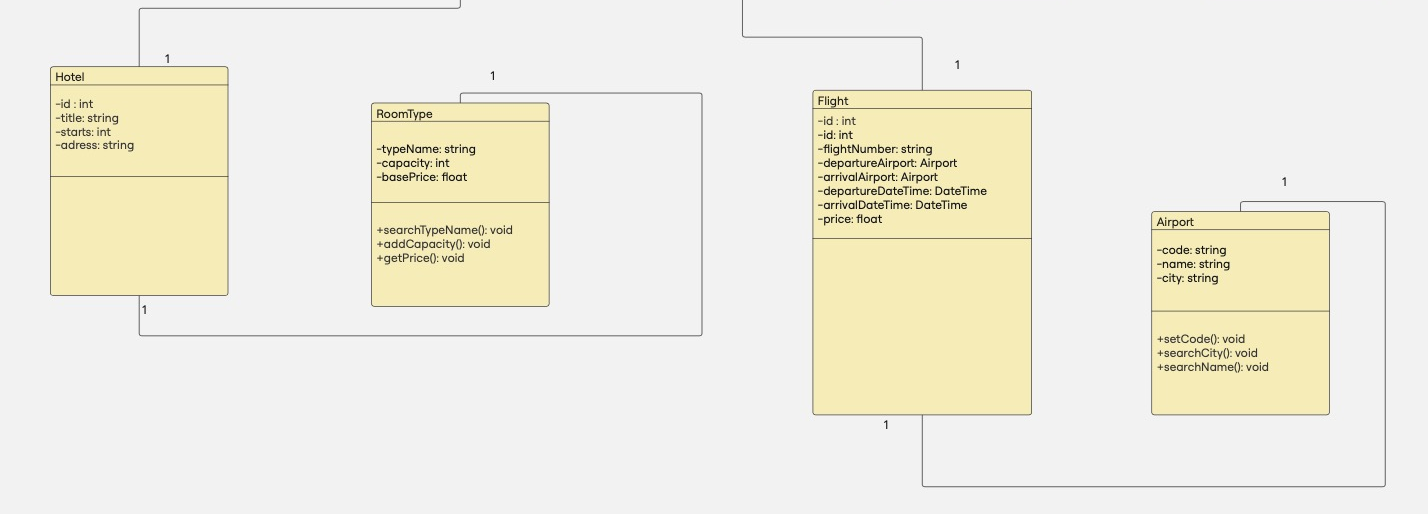 1
Hotel
-id : int
-title: string
-starts: int
-adress: string
1
1
RoomType
-typeName: string
-capacity: int
-basePrice: float
+searchTypeName(): void
+addCapacity(): void
+getPrice(): void
1
Flight
-id : int
-id: int
-flightNumber: string
-departureAirport: Airport
-arrivalAirport: Airport
-departureDateTime: DateTime
-arrivalDateTime: DateTime
-price: float
1
1
Airport
-code: string
-name: string
-city: string
+setCode(): void
+searchCity(): void
+searchName(): void